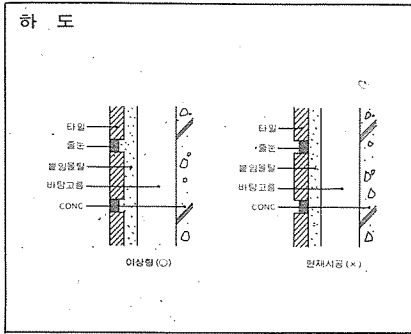 하 도
타일
줄눈
붙임몰탈
바탕고름
CONC
이상형 (○)
타일
줄눈
붙임몰탈
바탕고름
CONC
현재시공 (×)